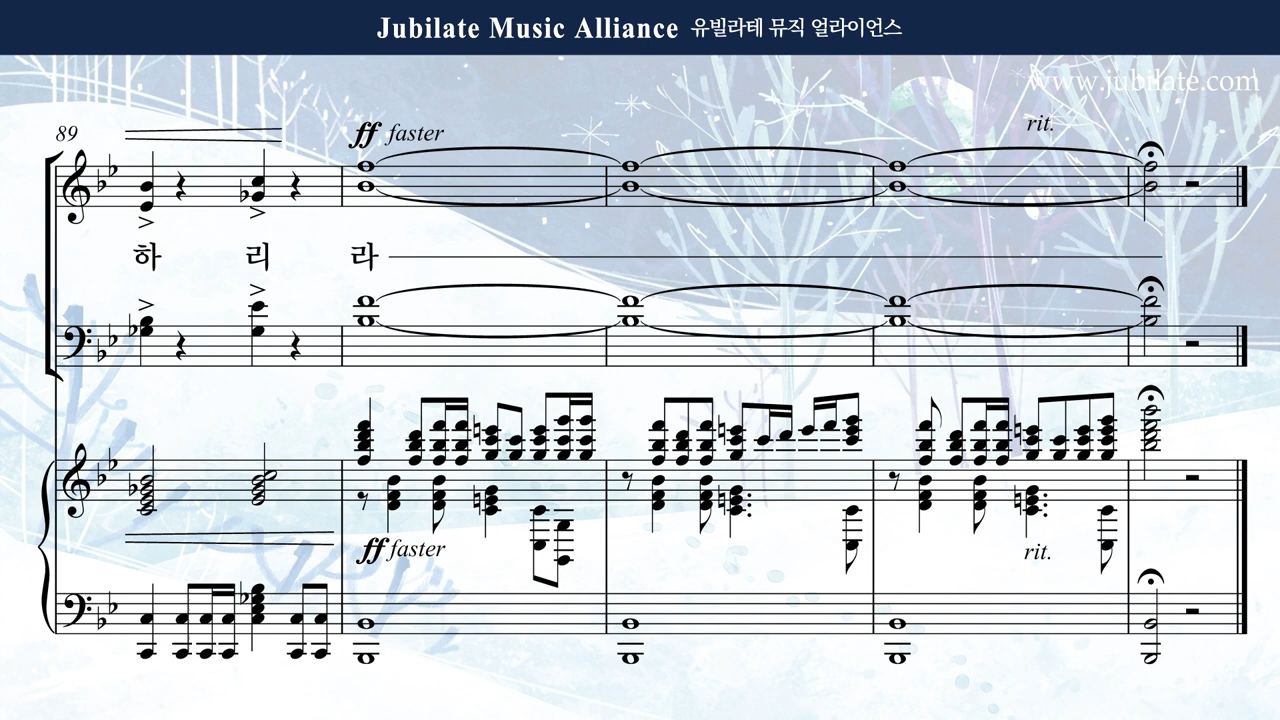 Jubilate Music Alliance 유빌라테 뮤직 얼라이언스
www.jubilate.com
89
ff faster
rit.
하 리 라
ff faster
rit.